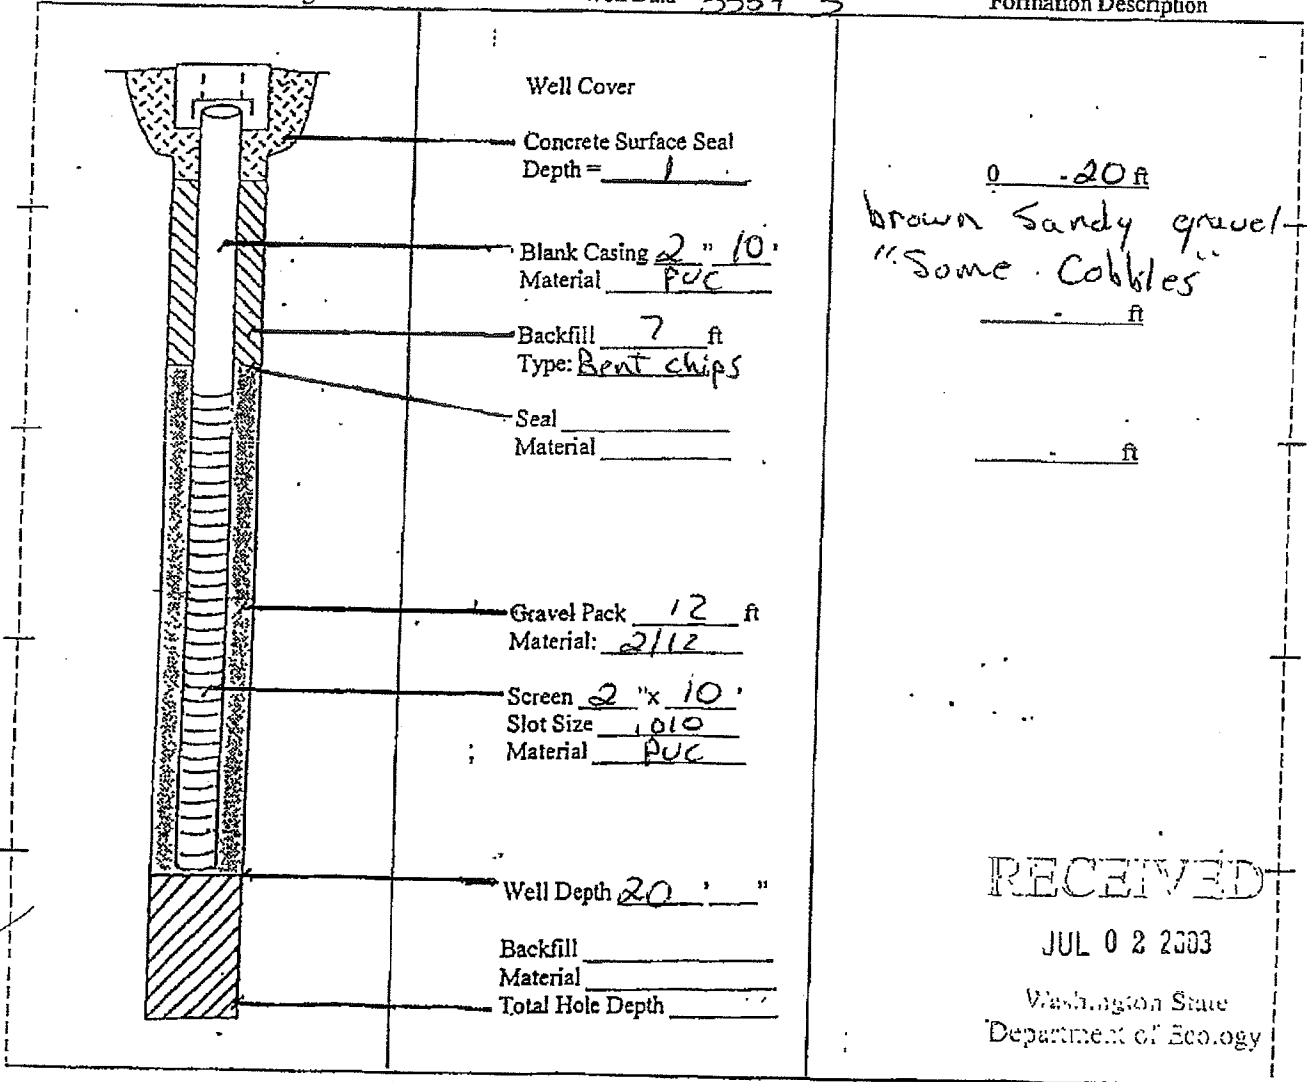 Formation Description
Well Cover
Concrete Surface Seal
Depth = 1
Blank Casing 2 " 10 '
Material PVC
Backfill 7 ft
Type: Bent chips
Seal
Material
Gravel Pack 12 ft
Material: 2/12
Screen 2 "x 10 '
Slot Size .010
Material PVC
Well Depth 20 ' "
Backfill
Material
Total Hole Depth
0 - 20 ft
brown Sandy gravel
"Some Cobbles"
- ft
- ft
RECEIVED
JUL 02 2003
Washington State
Department of Ecology